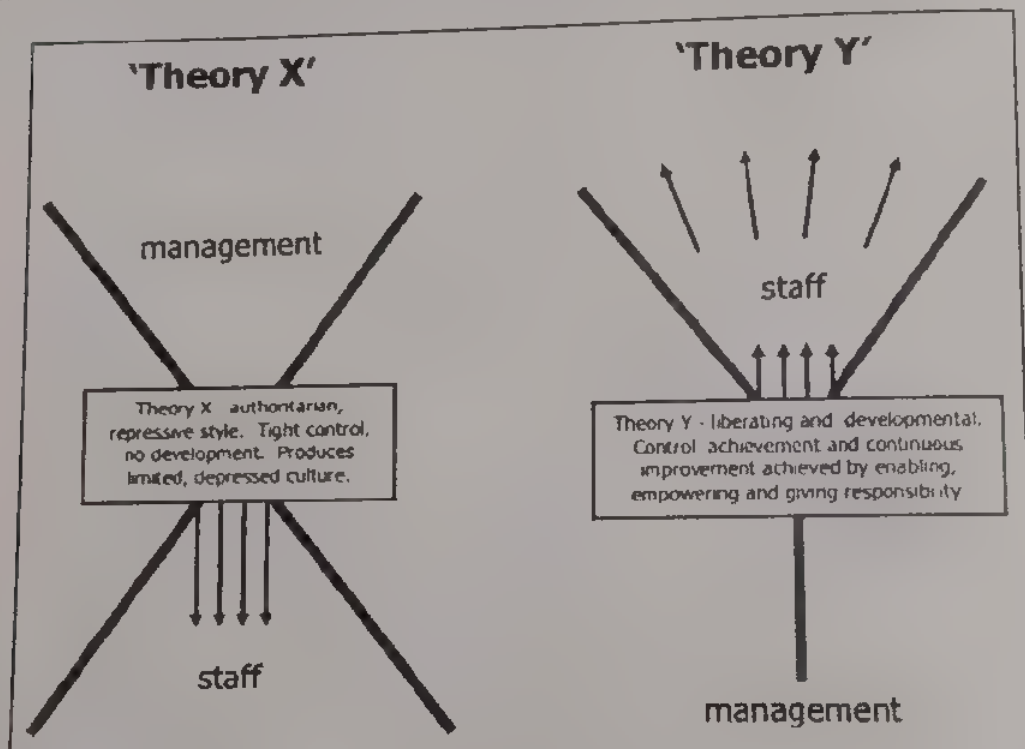 'Theory X'
management
Theory X authoritarian,
repressive style. Tight control,
no development. Produces
limited, depressed culture.
staff
'Theory Y'
staff
Theory Y - liberating and developmental.
Control achievement and continuous
improvement achieved by enabling,
empowering and giving responsibility
management